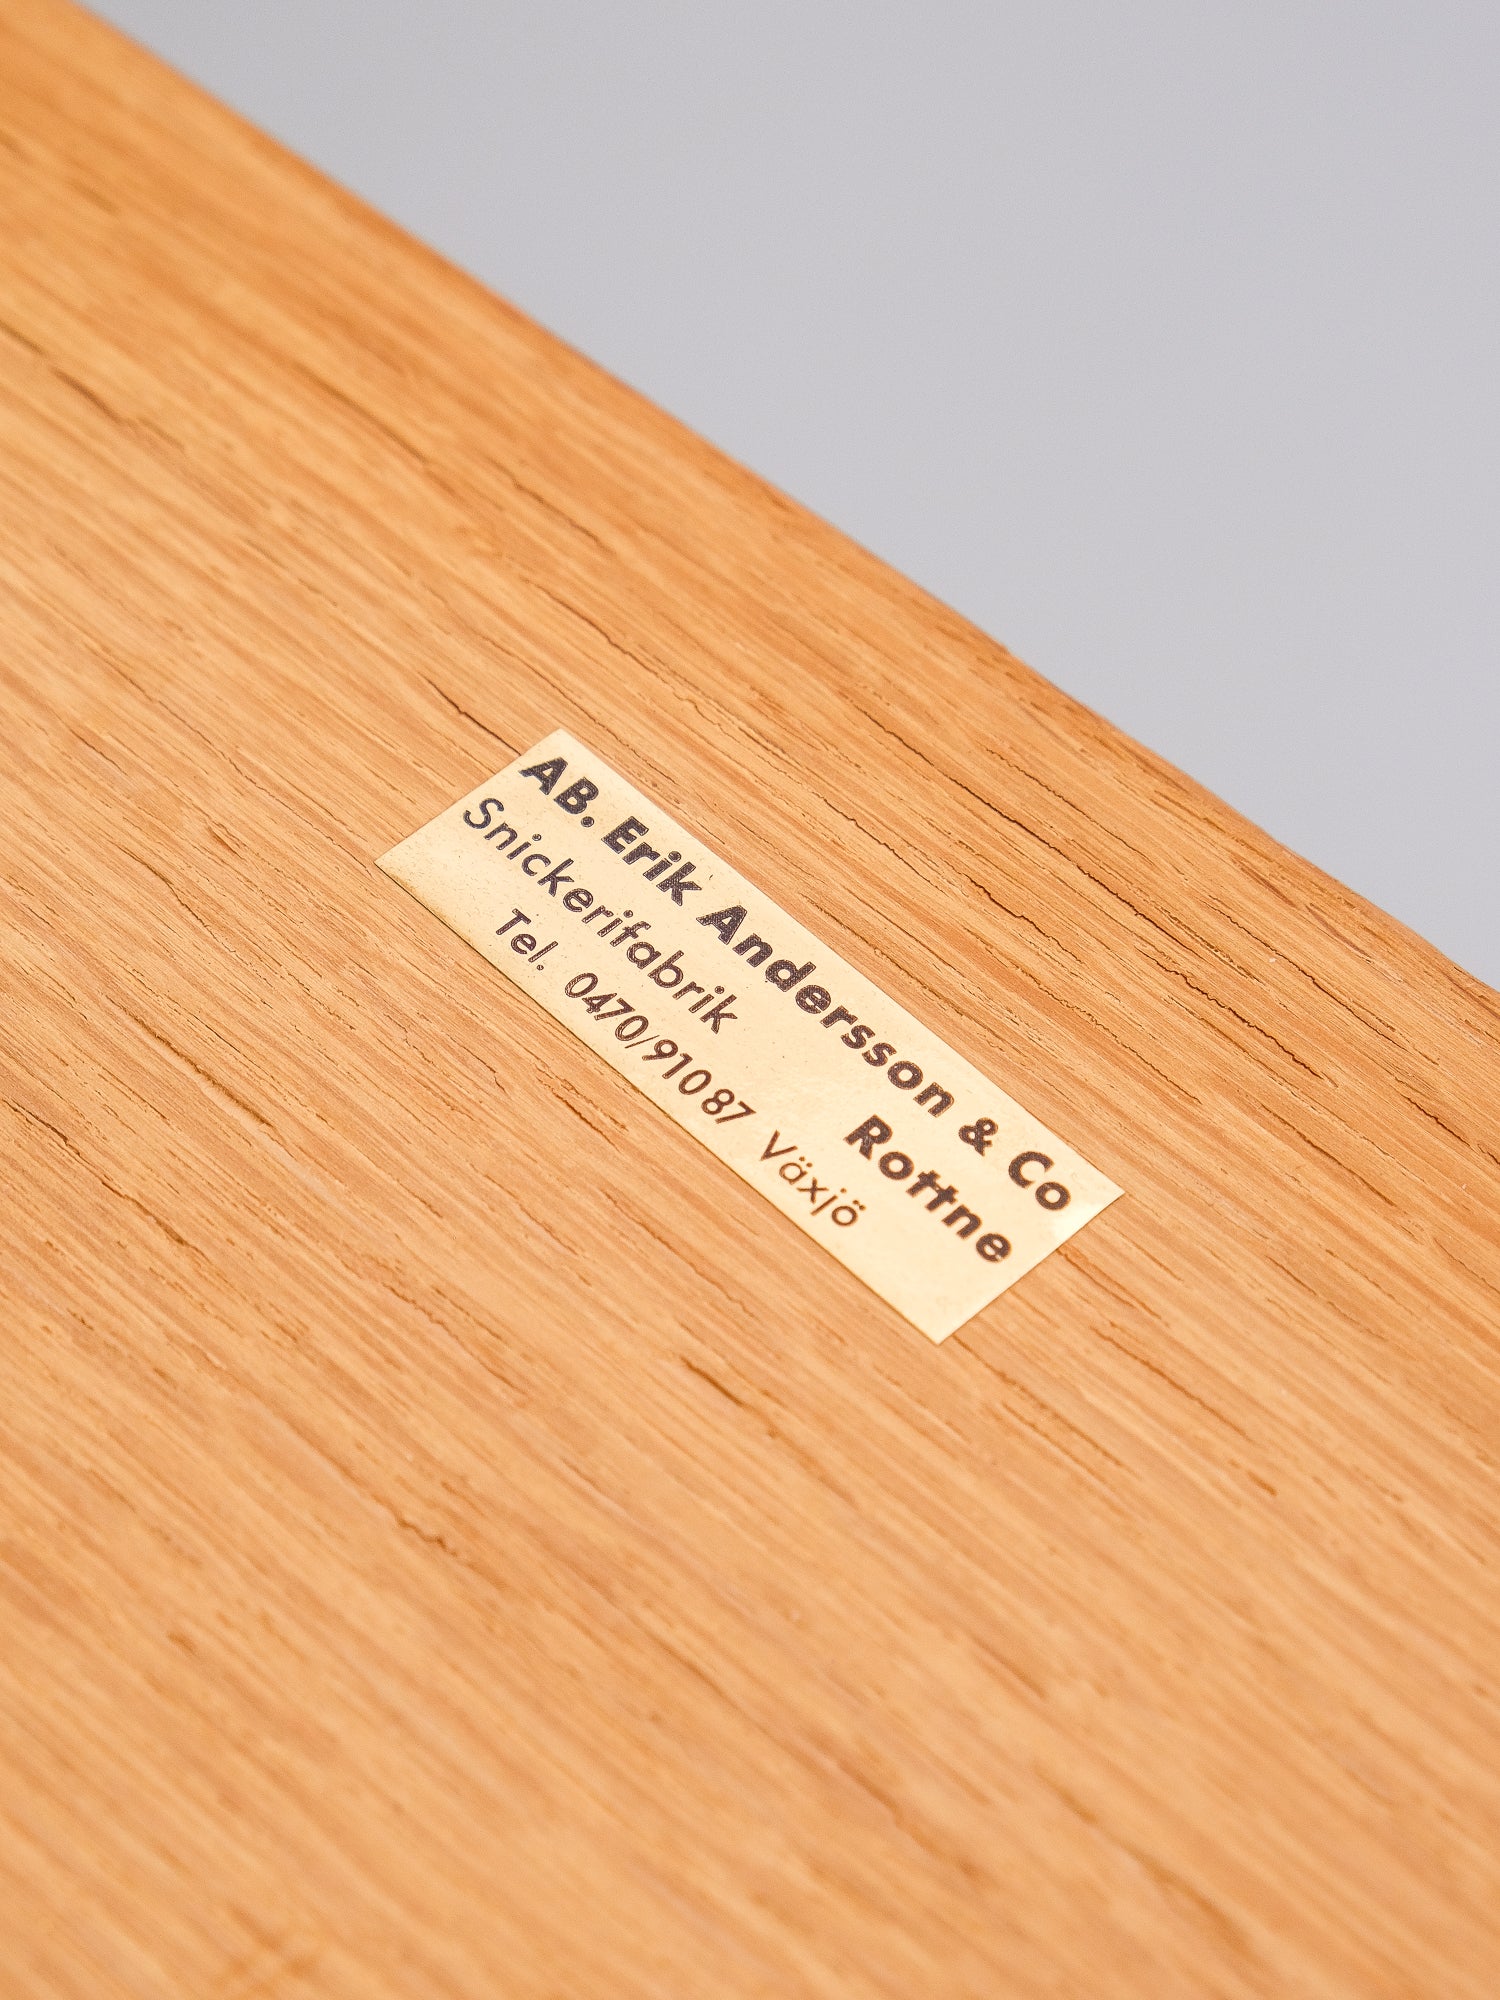 AB. Erik Andersson & Co
Snickerifabrik Rottne
Tel. 0470/91087 Växjö